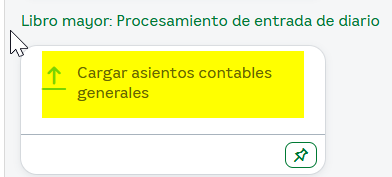 Libro mayor: Procesamiento de entrada de diario
Cargar asientos contables
generales